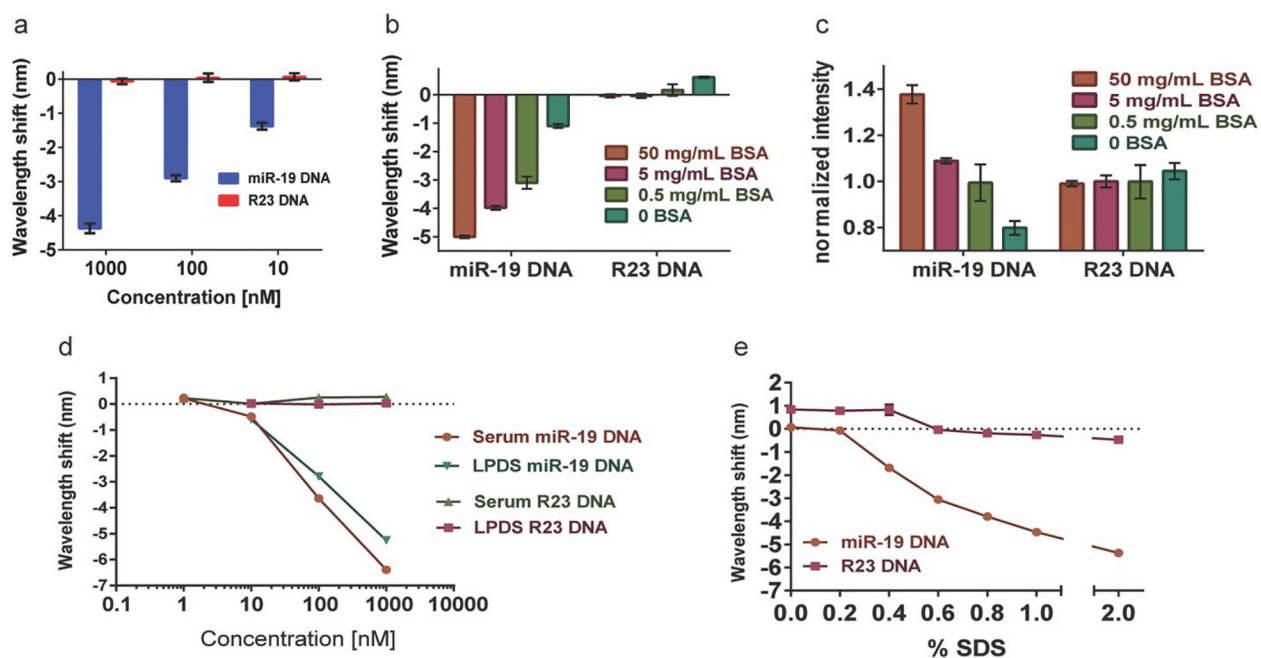 a
Wavelength shift (nm)
0
-1
-2
-3
-4
-5
miR-19 DNA
R23 DNA
1000 100 10
Concentration [nM]
b
Wavelength shift (nm)
0
-1
-2
-3
-4
-5
50 mg/mL BSA
5 mg/mL BSA
0.5 mg/mL BSA
0 BSA
miR-19 DNA R23 DNA
c
normalized intensity
1.4
1.2
1.0
0.8
50 mg/mL BSA
5 mg/mL BSA
0.5 mg/mL BSA
0 BSA
miR-19 DNA R23 DNA
d
Wavelength shift (nm)
1
0
-1
-2
-3
-4
-5
-6
-7
0.1 1 10 100 1000 10000
Concentration [nM]
Serum miR-19 DNA
LPDS miR-19 DNA
Serum R23 DNA
LPDS R23 DNA
e
Wavelength shift (nm)
2
1
0
-1
-2
-3
-4
-5
-6
-7
miR-19 DNA
R23 DNA
0.0 0.2 0.4 0.6 0.8 1.0 2.0
% SDS